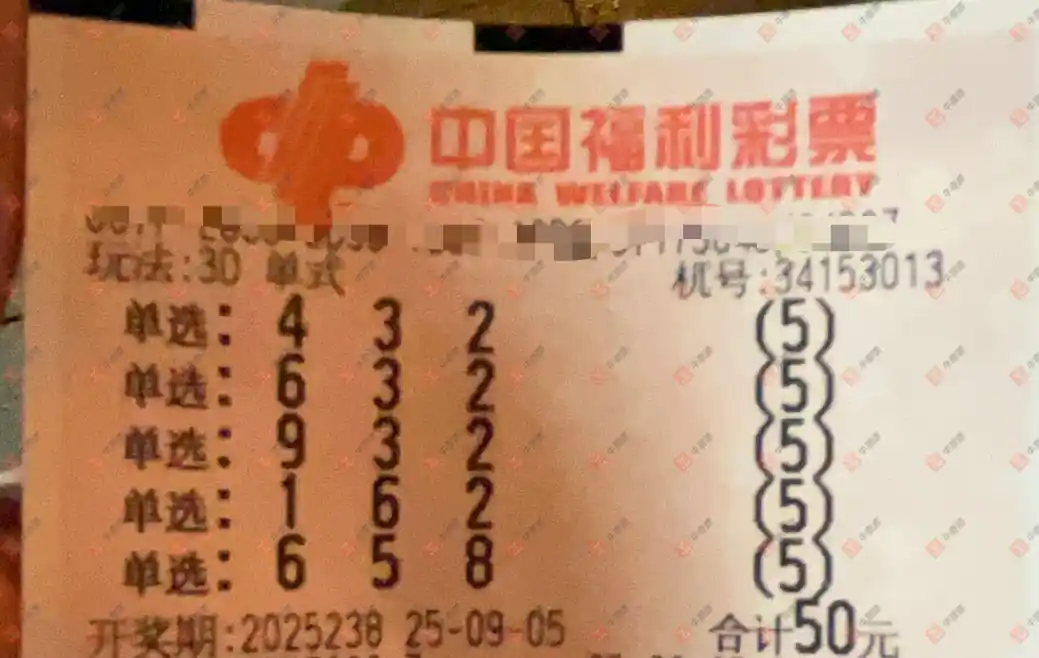 中国福利彩票
CHINA WELFARE LOTTERY
玩法:3D 单式 机号:34153013
单选: 4 3 2 (5)
单选: 6 3 2 (5)
单选: 9 3 2 (5)
单选: 1 6 2 (5)
单选: 6 5 8 (5)
开奖期:2025238 25-09-05 合计50元